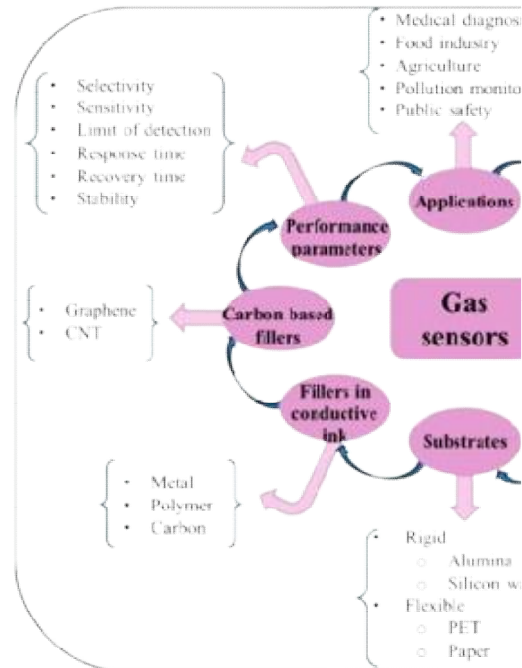 • Medical diagnosi
• Food industry
• Agriculture
• Pollution monito
• Public safety
• Selectivity
• Sensitivity
• Limit of detection
• Response time
• Recovery time
• Stability
Applications
Performance
parameters
• Graphene
• CNT
Carbon based
fillers
Gas
sensors
Fillers in
conductive
ink
Substrates
• Metal
• Polymer
• Carbon
• Rigid
○ Alumina
○ Silicon w
• Flexible
○ PET
○ Paper